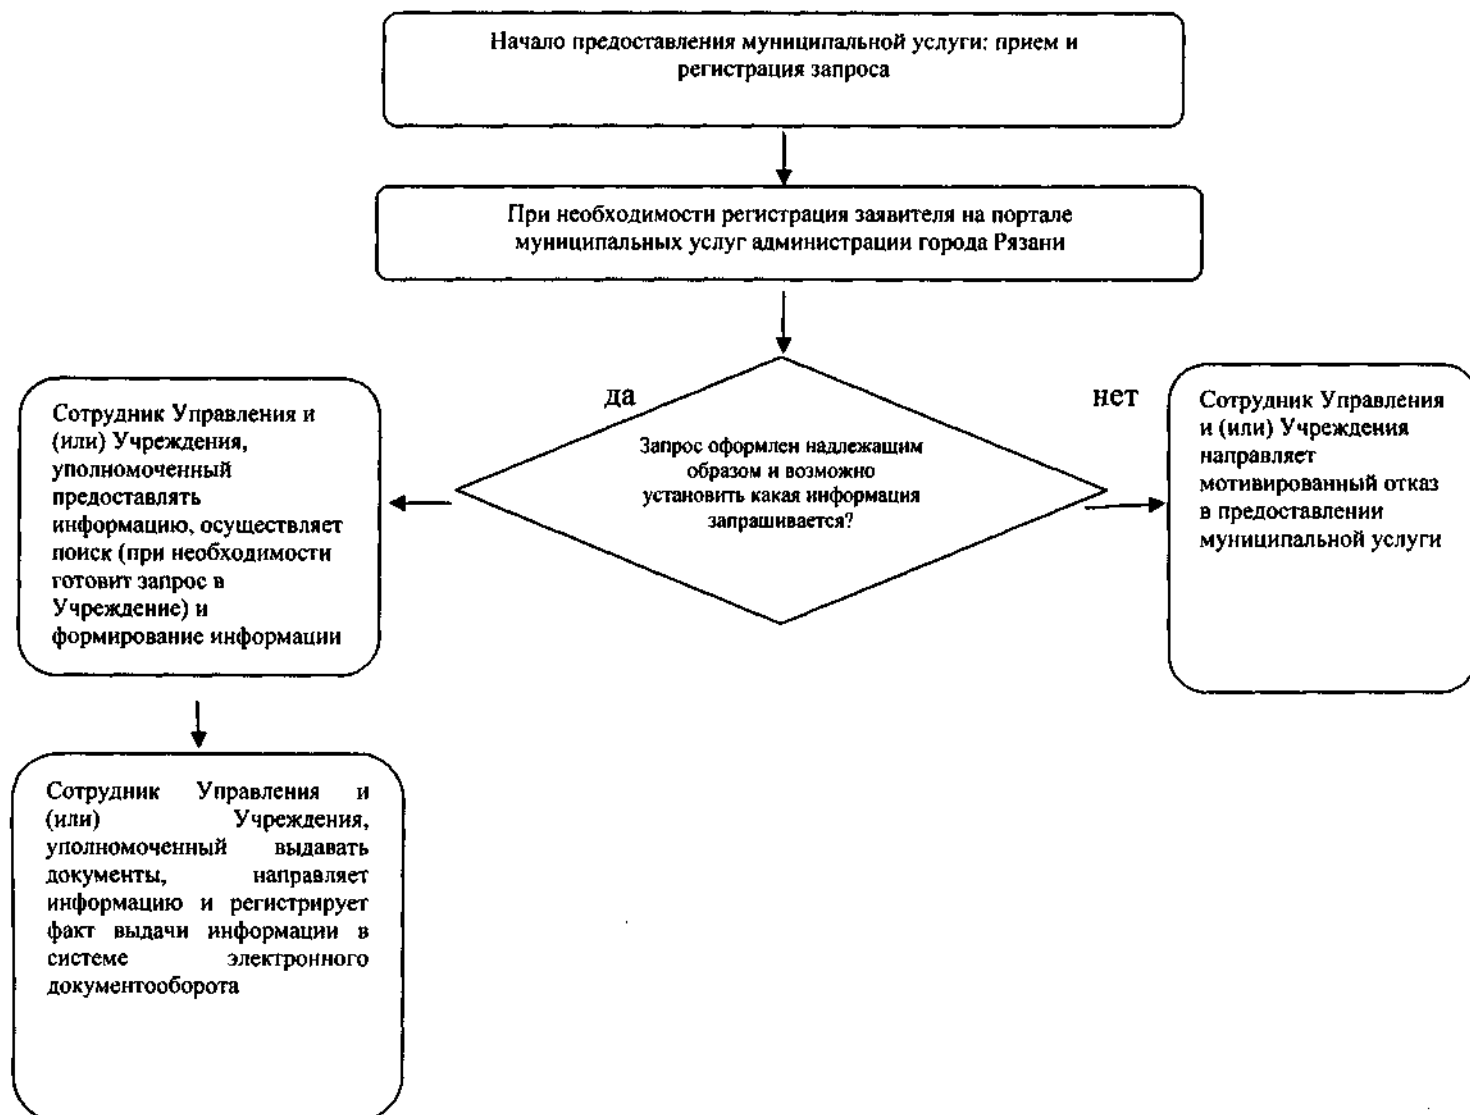 Начало предоставления муниципальной услуги: прием и
регистрация запроса
При необходимости регистрация заявителя на портале
муниципальных услуг администрации города Рязани
да
нет
Запрос оформлен надлежащим
образом и возможно
установить какая информация
запрашивается?
Сотрудник Управления и
(или) Учреждения,
уполномоченный
предоставлять
информацию, осуществляет
поиск (при необходимости
готовит запрос в
Учреждение) и
формирование информации
Сотрудник Управления
и (или) Учреждения
направляет
мотивированный отказ
в предоставлении
муниципальной услуги
Сотрудник Управления и
(или) Учреждения,
уполномоченный выдавать
документы, направляет
информацию и регистрирует
факт выдачи информации в
системе электронного
документооборота